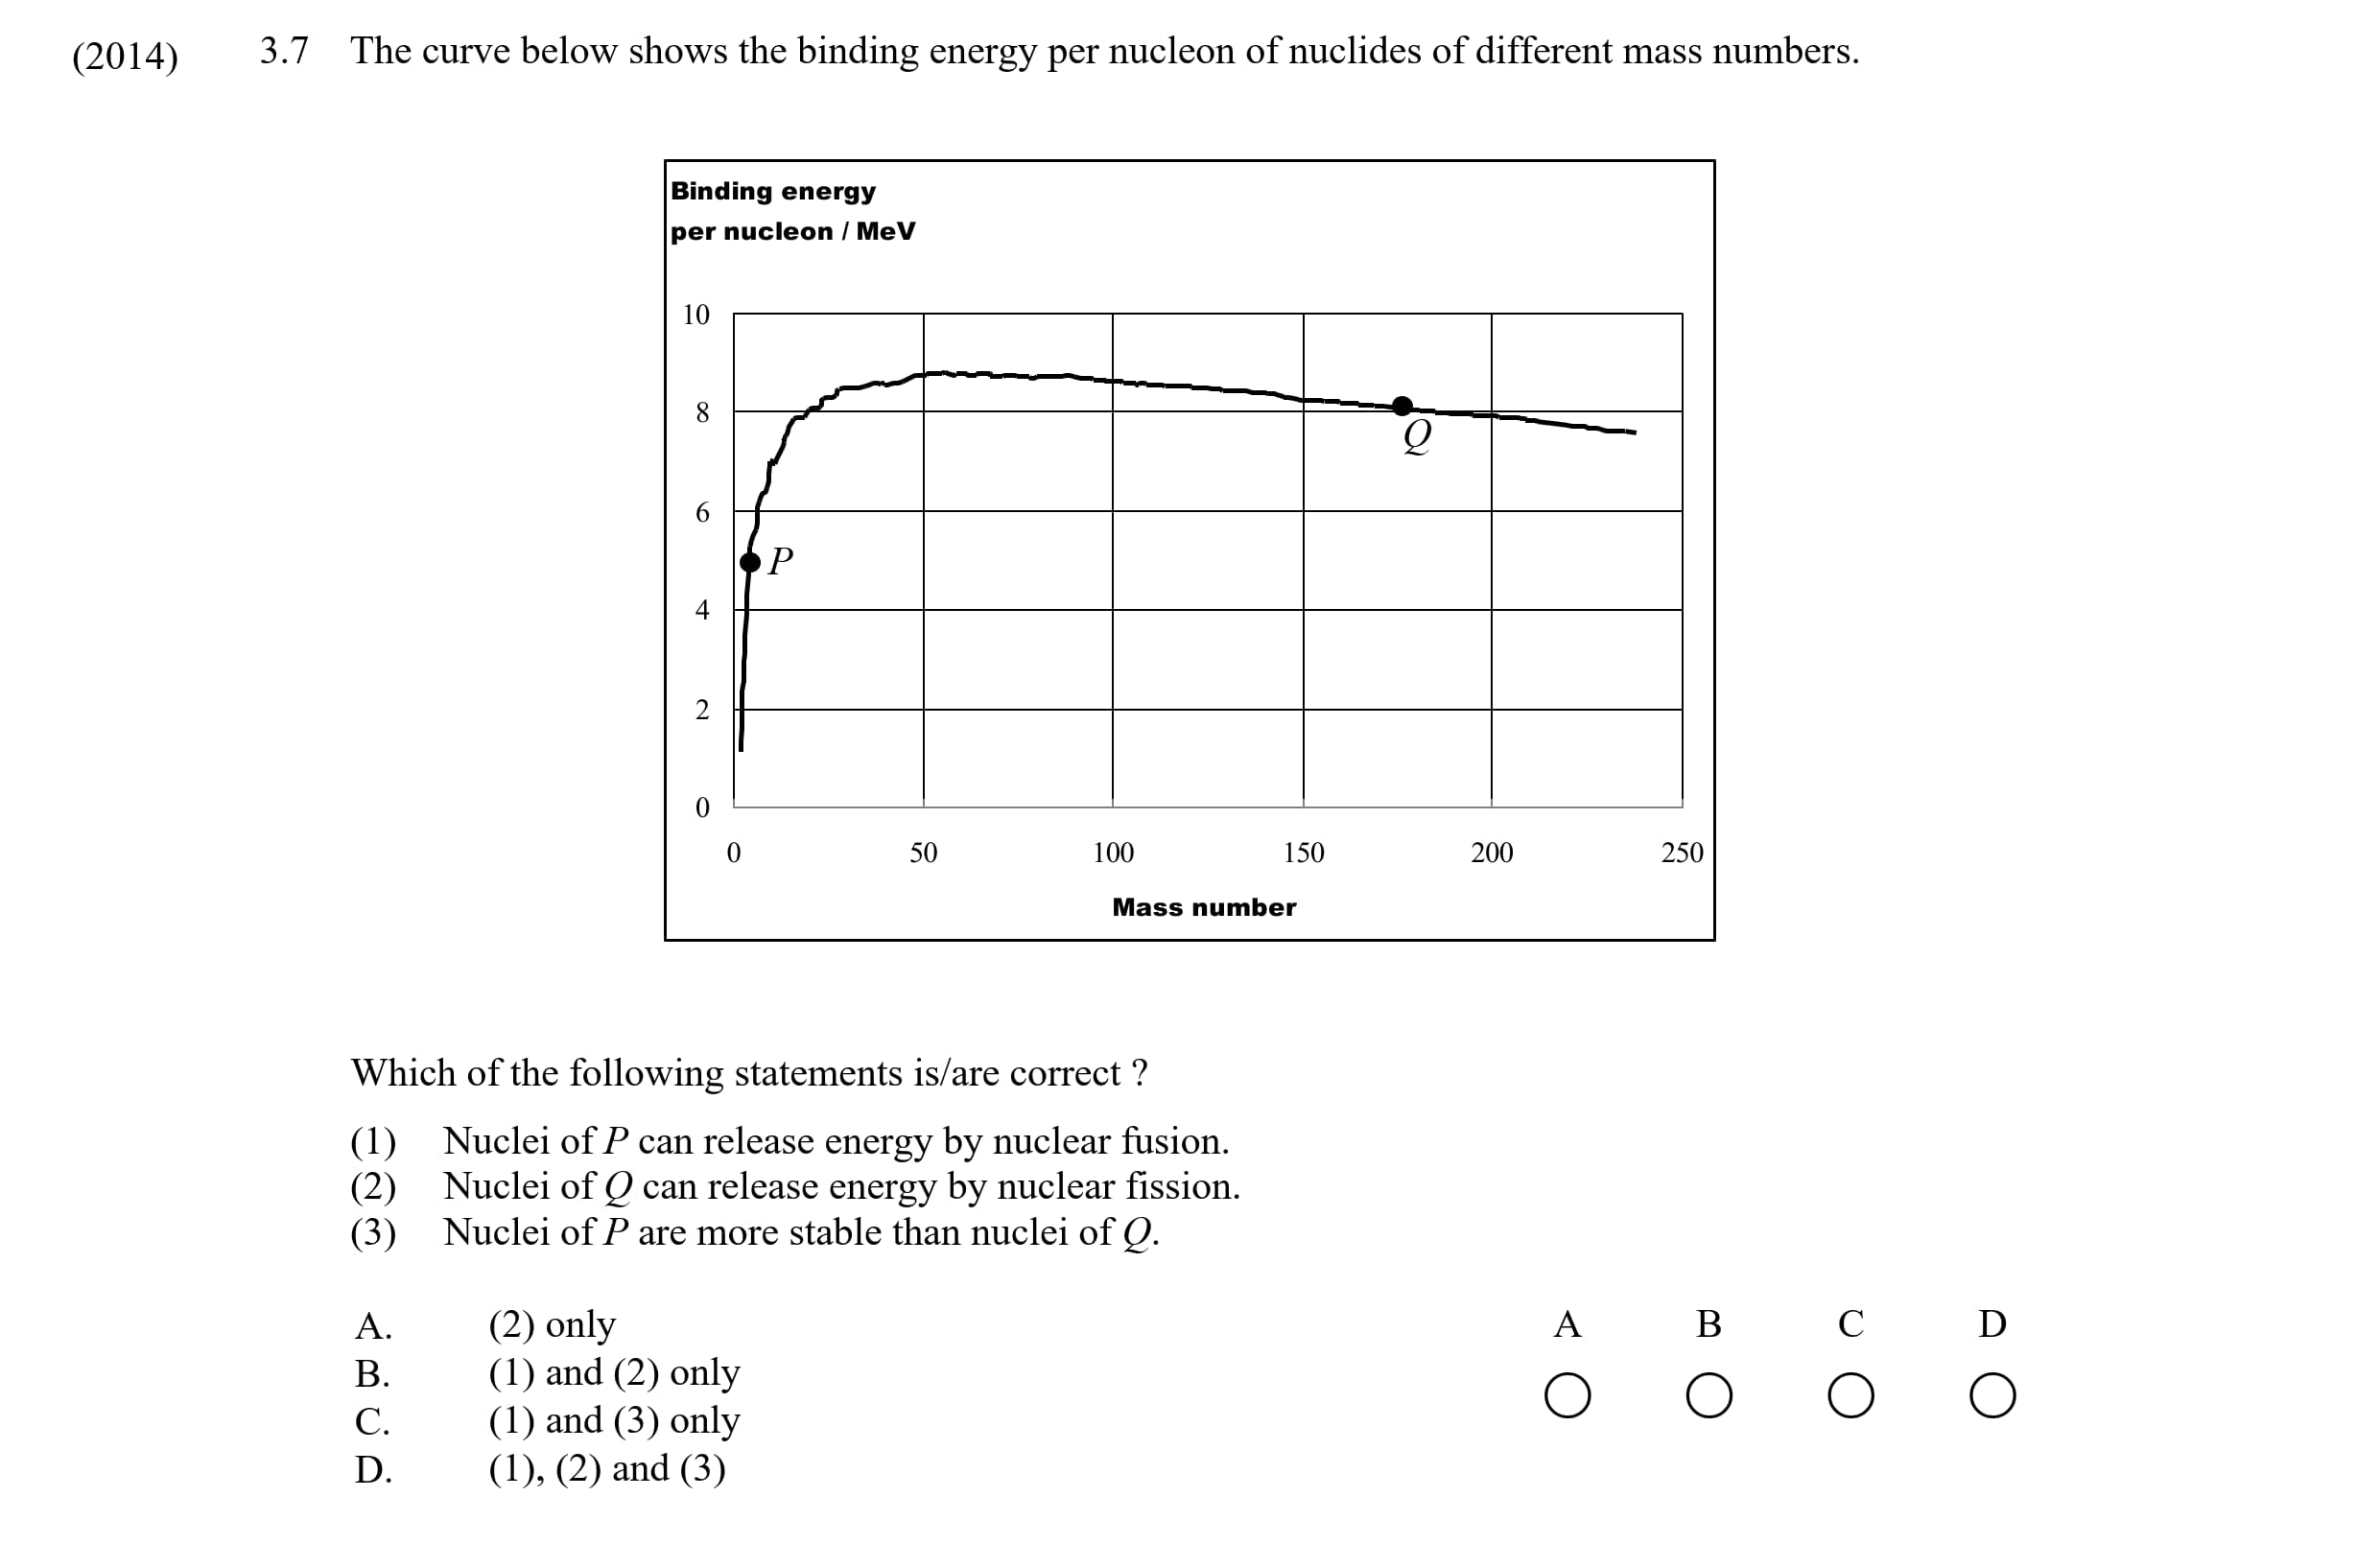 (2014) 3.7 The curve below shows the binding energy per nucleon of nuclides of different mass numbers.
Binding energy
per nucleon / MeV
10
8
6
4
2
0
P
Q
0 50 100 150 200 250
Mass number
Which of the following statements is/are correct ?
(1) Nuclei of P can release energy by nuclear fusion.
(2) Nuclei of Q can release energy by nuclear fission.
(3) Nuclei of P are more stable than nuclei of Q.
A. (2) only
B. (1) and (2) only
C. (1) and (3) only
D. (1), (2) and (3)
A B C D